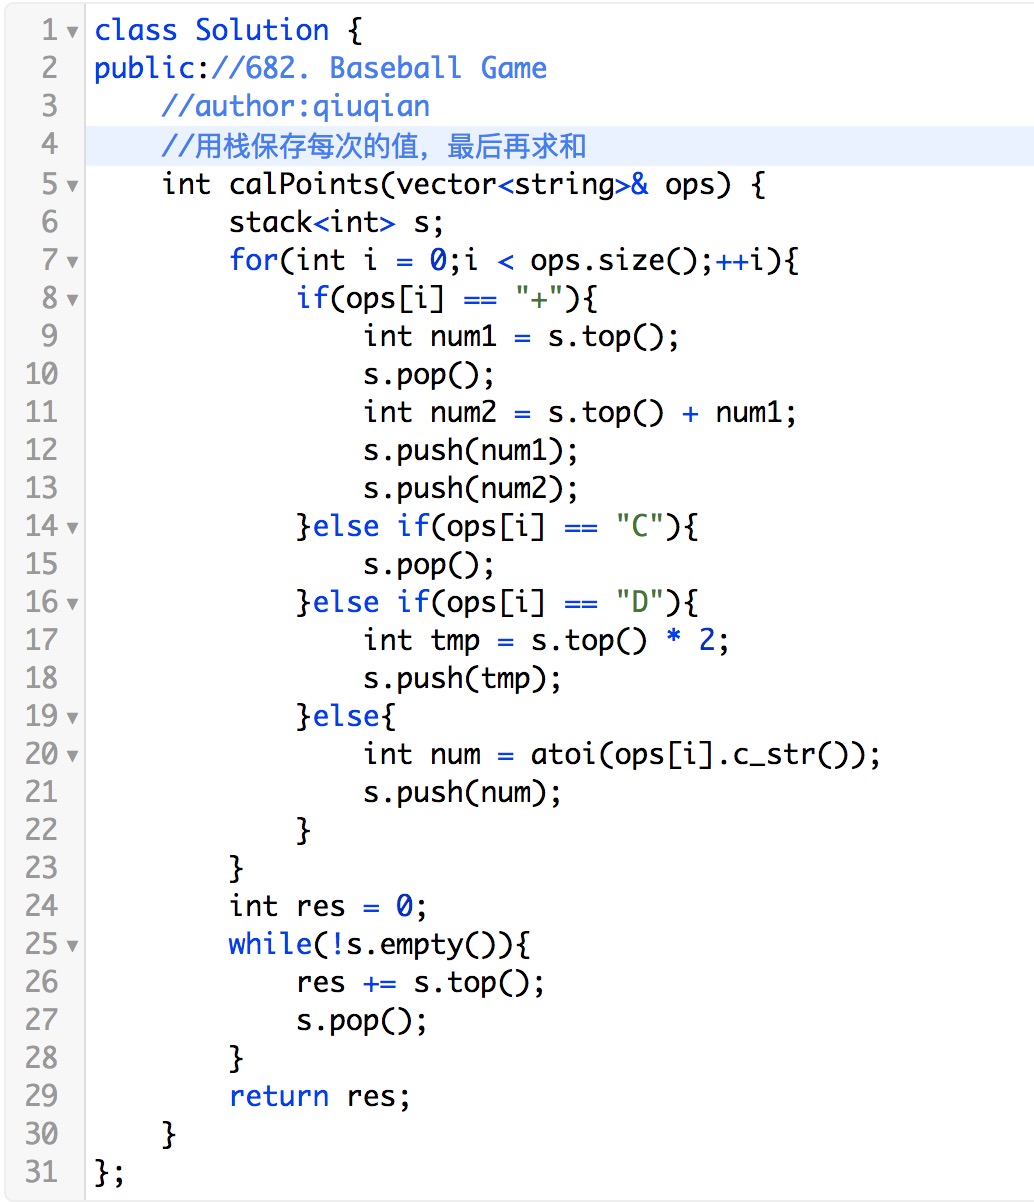 1 class Solution {
2 public://682. Baseball Game
3     //author:qiuqian
4     //用栈保存每次的值，最后再求和
5     int calPoints(vector<string>& ops) {
6         stack<int> s;
7         for(int i = 0;i < ops.size();++i){
8             if(ops[i] == "+"){
9                 int num1 = s.top();
10                 s.pop();
11                 int num2 = s.top() + num1;
12                 s.push(num1);
13                 s.push(num2);
14             }else if(ops[i] == "C"){
15                 s.pop();
16             }else if(ops[i] == "D"){
17                 int tmp = s.top() * 2;
18                 s.push(tmp);
19             }else{
20                 int num = atoi(ops[i].c_str());
21                 s.push(num);
22             }
23         }
24         int res = 0;
25         while(!s.empty()){
26             res += s.top();
27             s.pop();
28         }
29         return res;
30     }
31 };